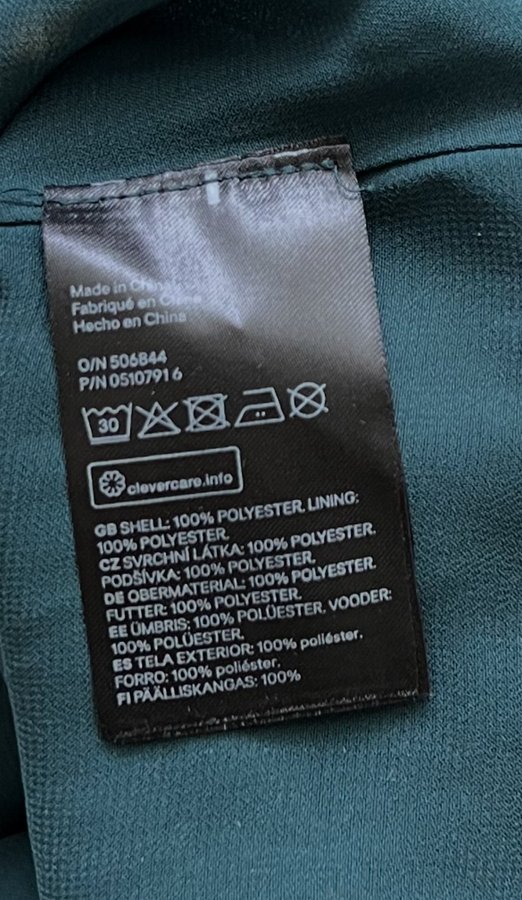 Made in China
Fabriqué en China
Hecho en China
O/N 506844
P/N 05107916
30
clevercare.info
GB SHELL: 100% POLYESTER. LINING:
100% POLYESTER.
CZ SVRCHNÍ LÁTKA: 100% POLYESTER.
PODŠÍVKA: 100% POLYESTER.
DE OBERMATERIAL: 100% POLYESTER.
FUTTER: 100% POLYESTER.
EE ÜMBRIS: 100% POLÜESTER. VOODER:
100% POLÜESTER.
ES TELA EXTERIOR: 100% poliéster.
FORRO: 100% poliéster.
FI PÄÄLLISKANGAS: 100%